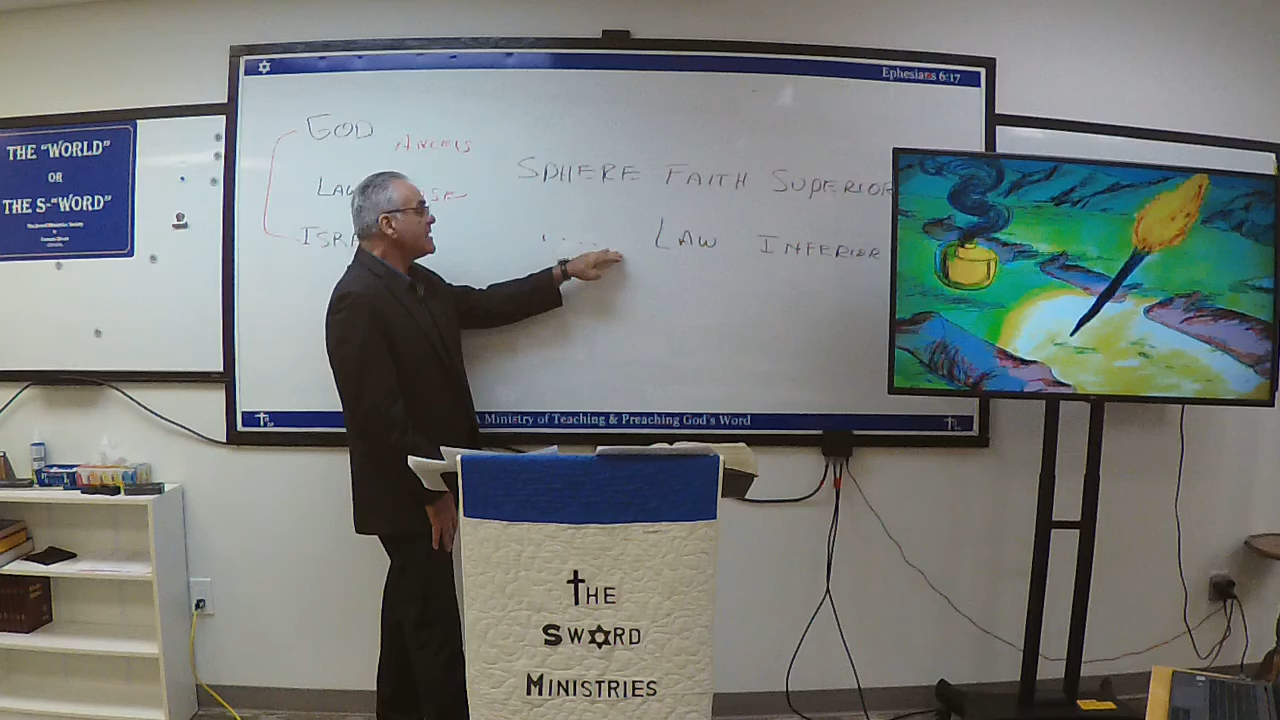 Ephesians 6:17
THE "WORLD"
OR
THE S-"WORD"
GOD
ANGELS
SPHERE FAITH SUPERIOR
LAW INFERIOR
A Ministry of Teaching & Preaching God's Word
THE
SWORD
MINISTRIES